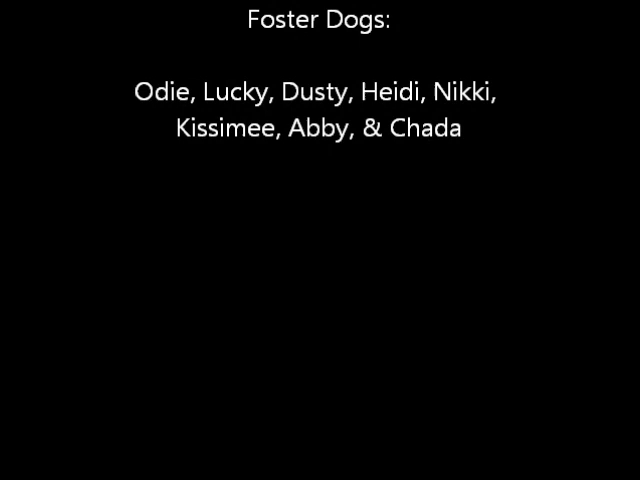 Foster Dogs:
Odie, Lucky, Dusty, Heidi, Nikki,
Kissimee, Abby, & Chada